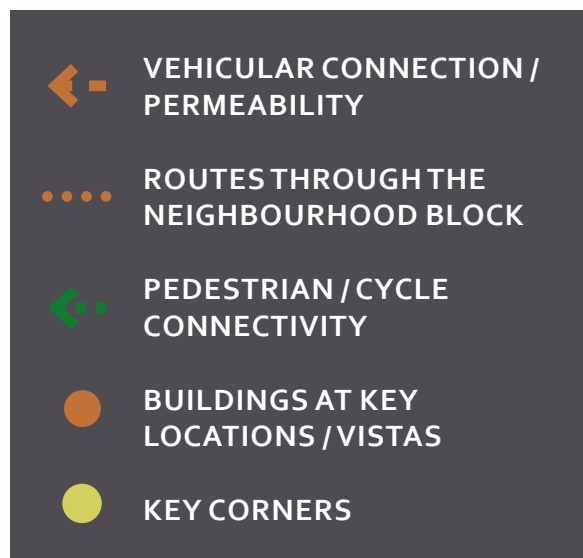 VEHICULAR CONNECTION /
PERMEABILITY
ROUTES THROUGH THE
NEIGHBOURHOOD BLOCK
PEDESTRIAN / CYCLE
CONNECTIVITY
BUILDINGS AT KEY
LOCATIONS / VISTAS
KEY CORNERS